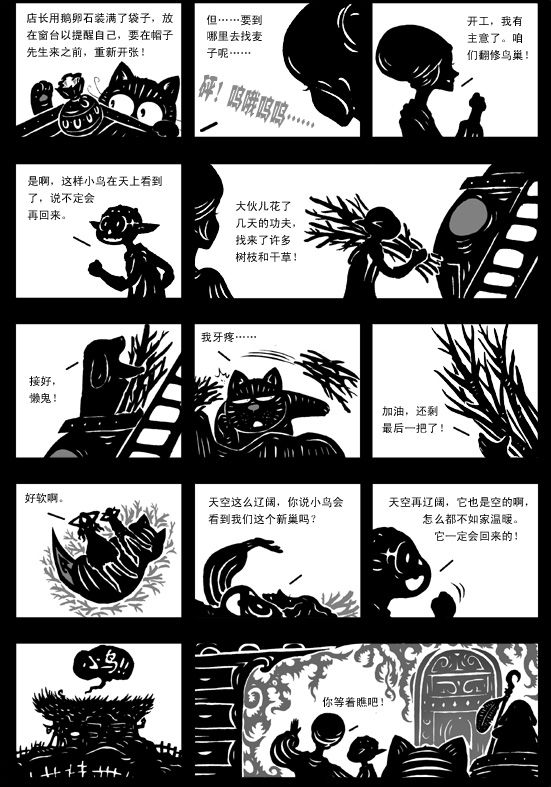 店长用鹅卵石装满了袋子，放
在窗台以提醒自己，要在帽子
先生来之前，重新开张！
但……要到
哪里去找麦
子呢……
砰！呜哦呜呜……
开工，我有
主意了。咱
们翻修鸟巢！
是啊，这样小鸟在天上看到
了，说不定会
再回来。
大伙儿花了
几天的功夫，
找来了许多
树枝和干草！
接好，
懒鬼！
我牙疼……
加油，还剩
最后一把了！
好软啊。
天空这么辽阔，你说小鸟会
看到我们这个新巢吗？
天空再辽阔，它也是空的啊，
怎么都不如家温暖。
它一定会回来的！
小鸟!!
你等着瞧吧！